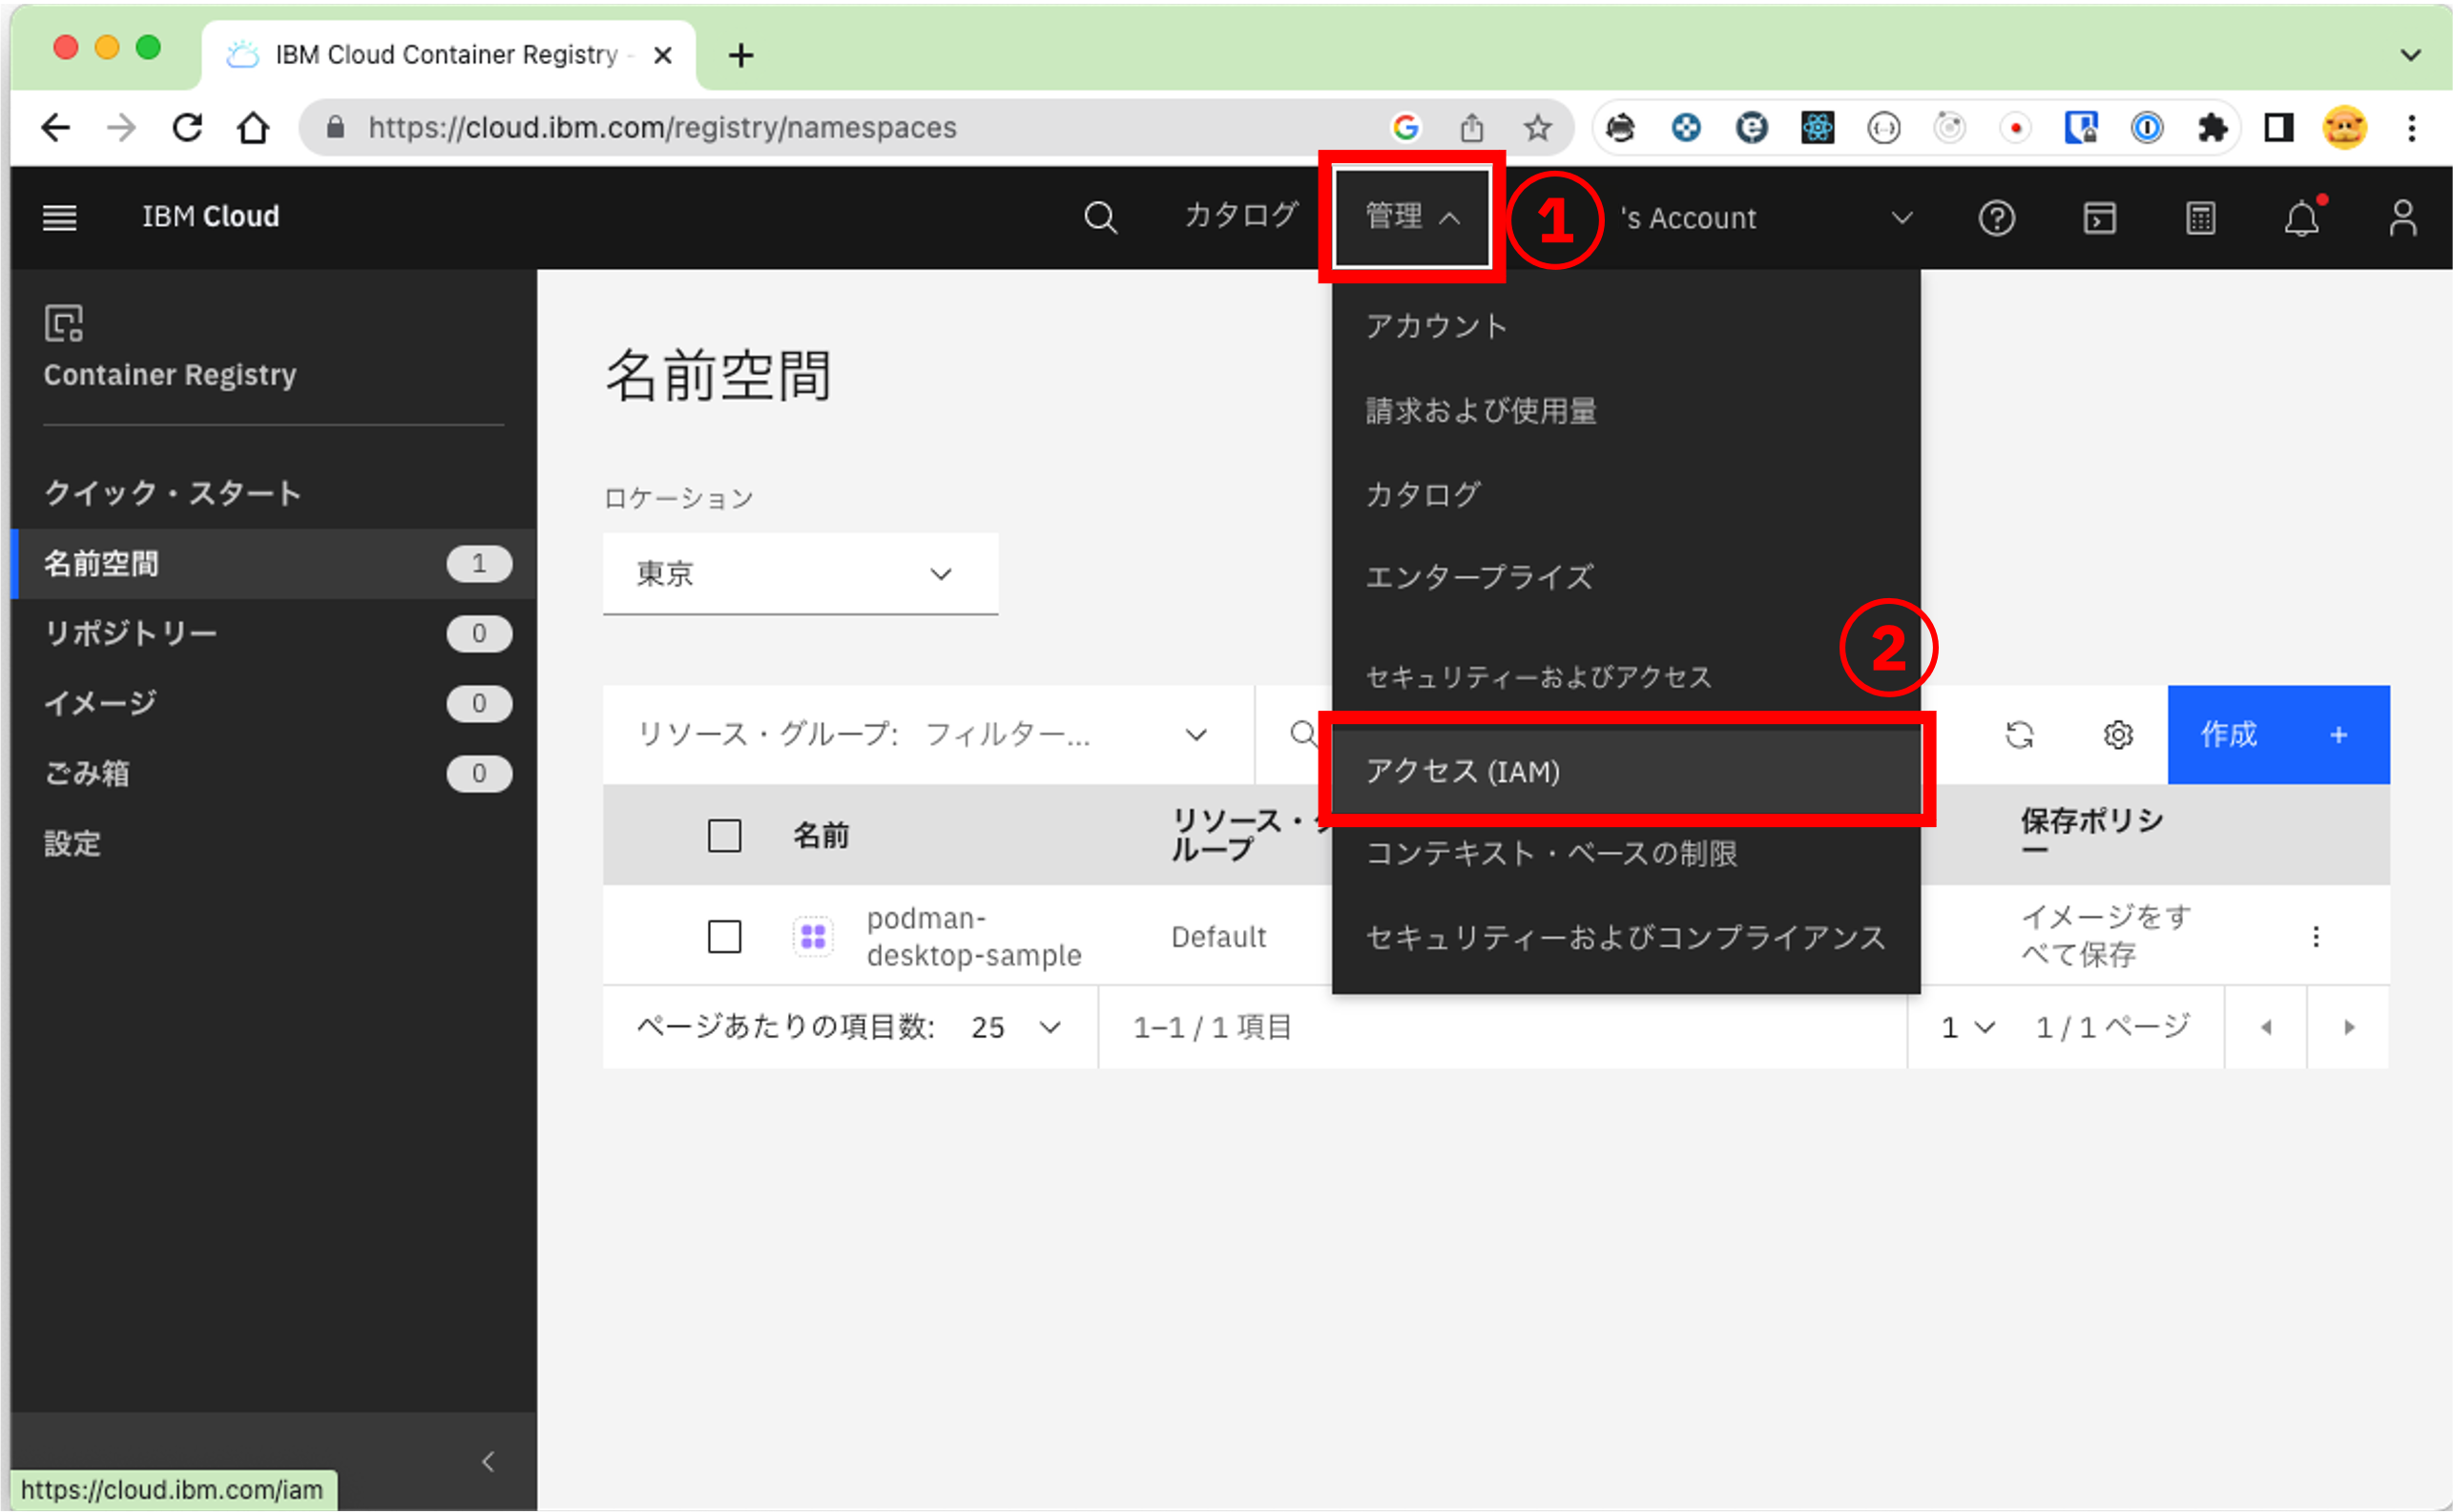 IBM Cloud Container Registry -
https://cloud.ibm.com/registry/namespaces
IBM Cloud
カタログ
管理
1
's Account
Container Registry
クイック・スタート
名前空間 1
リポジトリー 0
イメージ 0
ごみ箱 0
設定
名前空間
ロケーション
東京
リソース・グループ: フィルター...
作成 +
名前
リソース・グ
ループ
保存ポリシ
ー
podman-
desktop-sample
Default
イメージをす
べて保存
ページあたりの項目数: 25
1–1 / 1 項目
1
1 / 1 ページ
アカウント
請求および使用量
カタログ
エンタープライズ
セキュリティーおよびアクセス
2
アクセス (IAM)
コンテキスト・ベースの制限
セキュリティーおよびコンプライアンス
https://cloud.ibm.com/iam